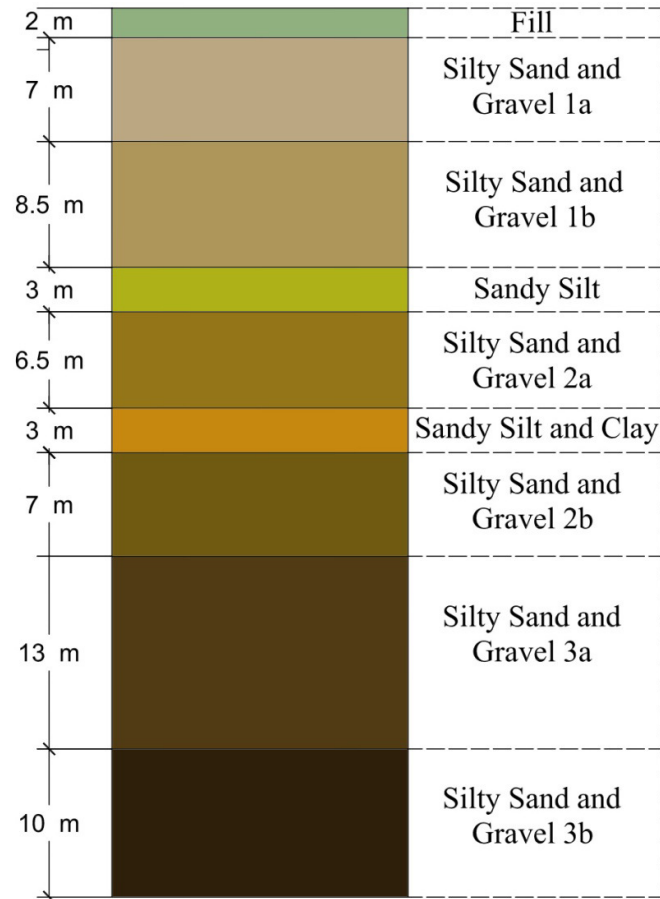 2 m
Fill
7 m
Silty Sand and
Gravel 1a
8.5 m
Silty Sand and
Gravel 1b
3 m
Sandy Silt
6.5 m
Silty Sand and
Gravel 2a
3 m
Sandy Silt and Clay
7 m
Silty Sand and
Gravel 2b
13 m
Silty Sand and
Gravel 3a
10 m
Silty Sand and
Gravel 3b